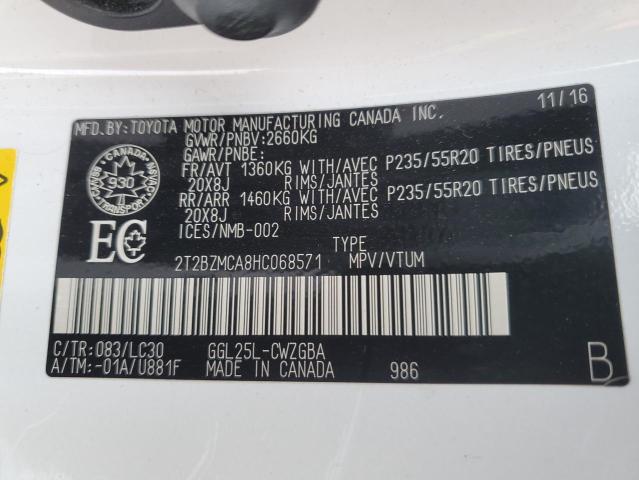 MFD.BY:TOYOTA MOTOR MANUFACTURING CANADA INC. 11/16
GVWR/PNBV:2660KG
GAWR/PNBE:
FR/AVT 1360KG WITH/AVEC P235/55R20 TIRES/PNEUS
20X8J RIMS/JANTES
RR/ARR 1460KG WITH/AVEC P235/55R20 TIRES/PNEUS
20X8J RIMS/JANTES
ICES/NMB-002
CANADA
930
TRANSPORT
EC
TYPE
2T2BZMCA8HC068571 MPV/VTUM
C/TR:083/LC30 GGL25L-CWZGBA
A/TM:-01A/U881F MADE IN CANADA 986 B